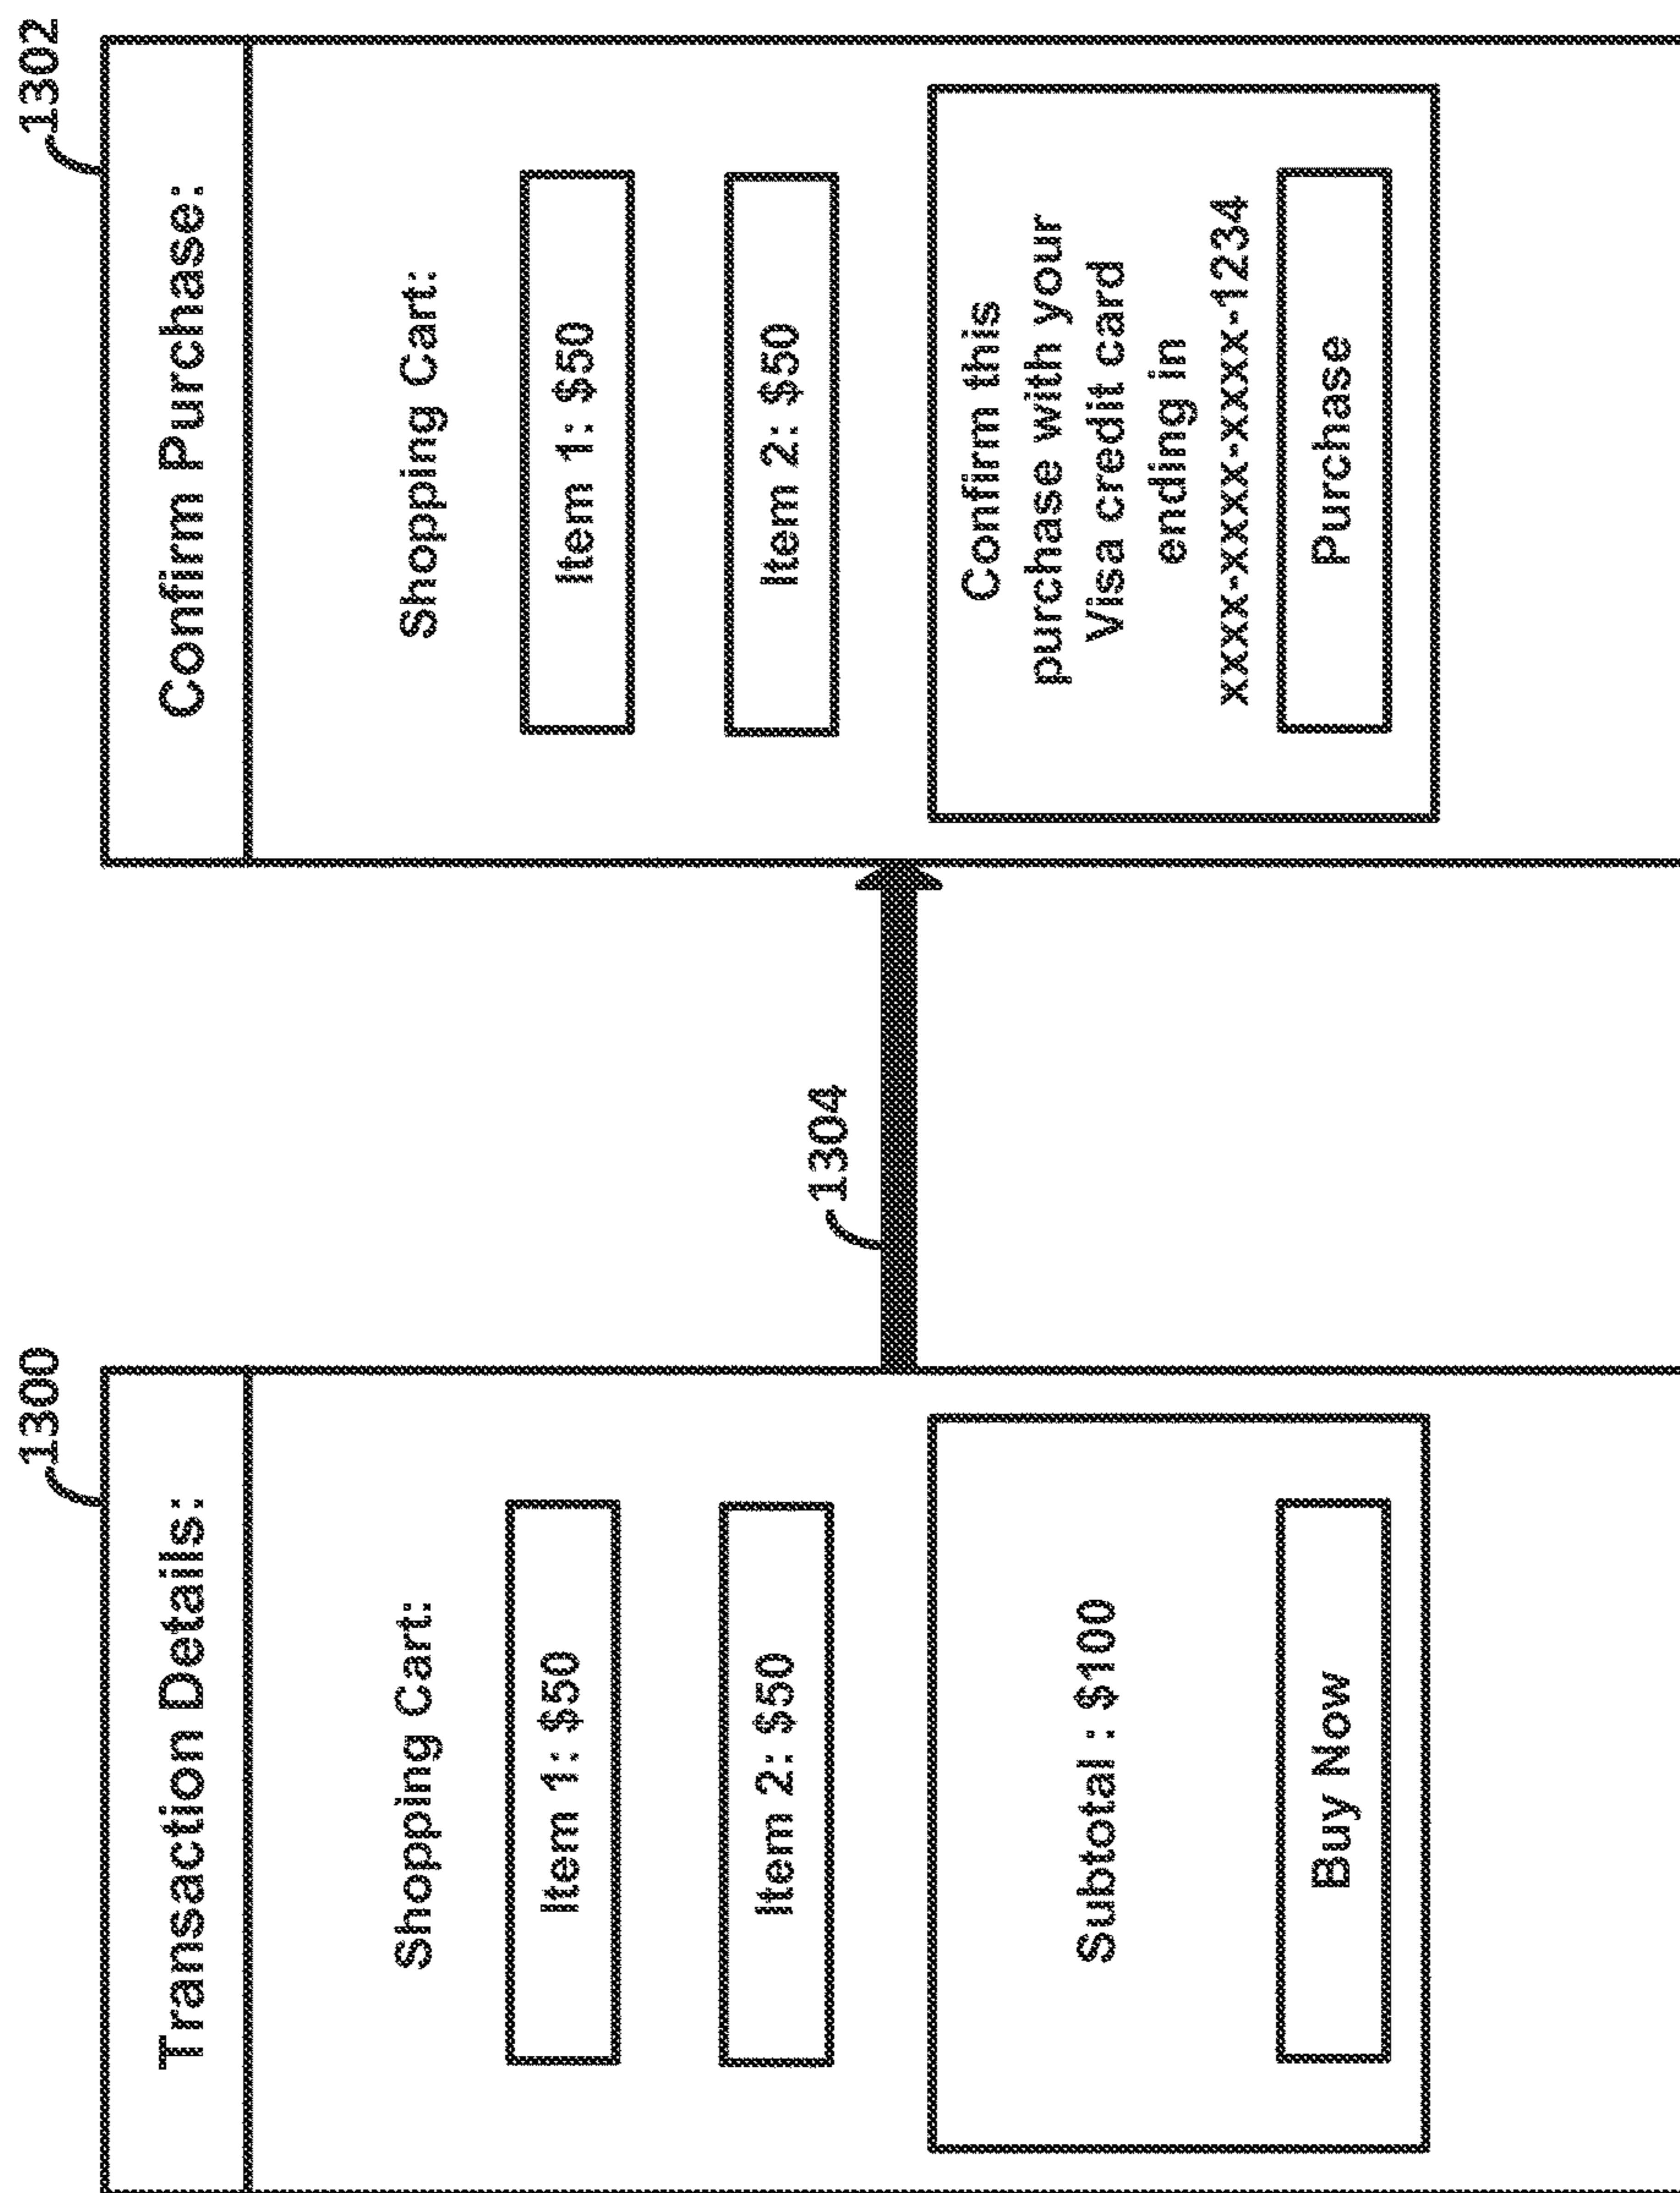 1300
Transaction Details:
Shopping Cart:
Item 1: $50
Item 2: $50
Subtotal : $100
Buy Now
1304
1302
Confirm Purchase:
Shopping Cart:
Item 1: $50
Item 2: $50
Confirm this
purchase with your
Visa credit card
ending in
xxxx-xxxx-xxxx-1234
Purchase